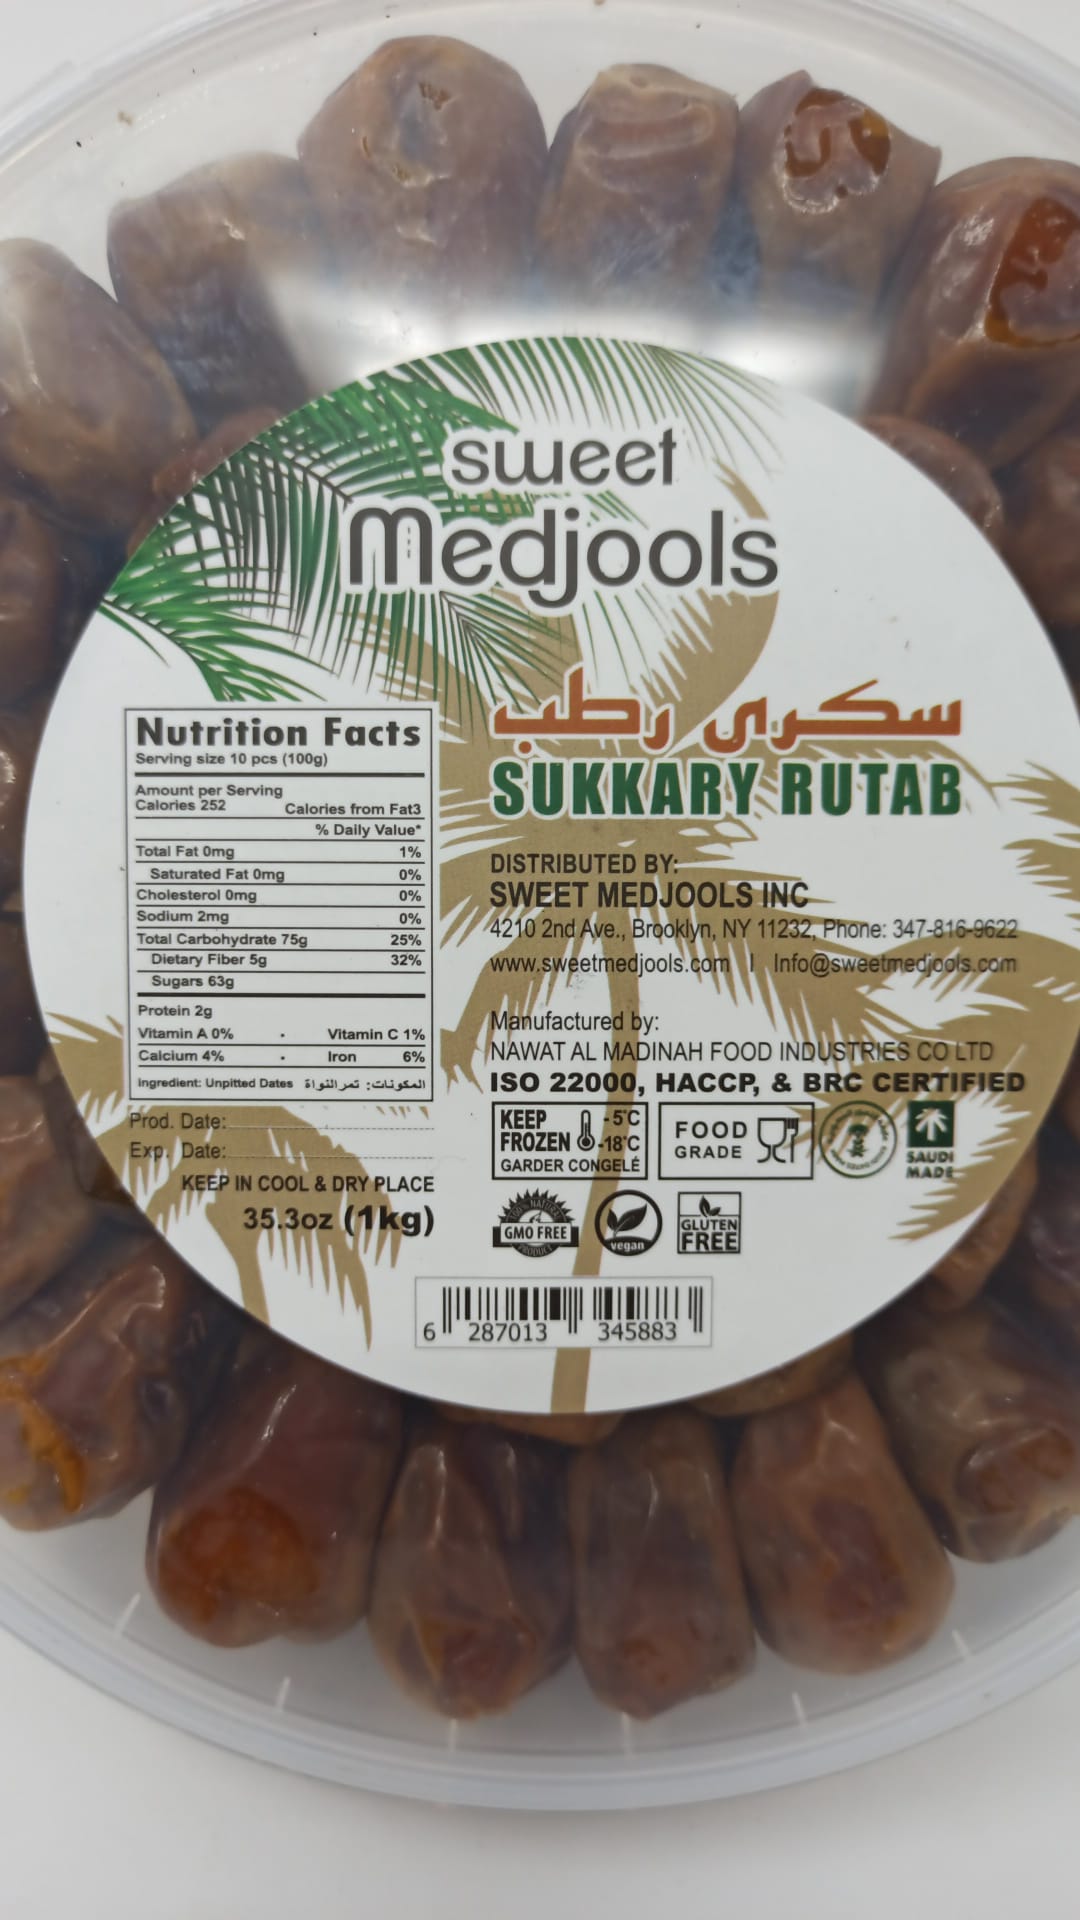 sweet
Medjools
سكرى رطب
SUKKARY RUTAB
Nutrition Facts
Serving size 10 pcs (100g)
Amount per Serving
Calories 252 Calories from Fat3
% Daily Value*
Total Fat 0mg 1%
Saturated Fat 0mg 0%
Cholesterol 0mg 0%
Sodium 2mg 0%
Total Carbohydrate 75g 25%
Dietary Fiber 5g 32%
Sugars 63g
Protein 2g
Vitamin A 0% • Vitamin C 1%
Calcium 4% • Iron 6%
Ingredient: Unpitted Dates المكونات: تمر النواة
Prod. Date:
Exp. Date:
KEEP IN COOL & DRY PLACE
35.3oz (1kg)
DISTRIBUTED BY:
SWEET MEDJOOLS INC
4210 2nd Ave., Brooklyn, NY 11232, Phone: 347-816-9622
www.sweetmedjools.com I Info@sweetmedjools.com
Manufactured by:
NAWAT AL MADINAH FOOD INDUSTRIES CO LTD
ISO 22000, HACCP, & BRC CERTIFIED
KEEP FROZEN -5°C -18°C
GARDER CONGELÉ
FOOD
GRADE
SAUDI
MADE
100% NATURAL
GMO FREE
PRODUCT
vegan
GLUTEN
FREE
6 287013 345883